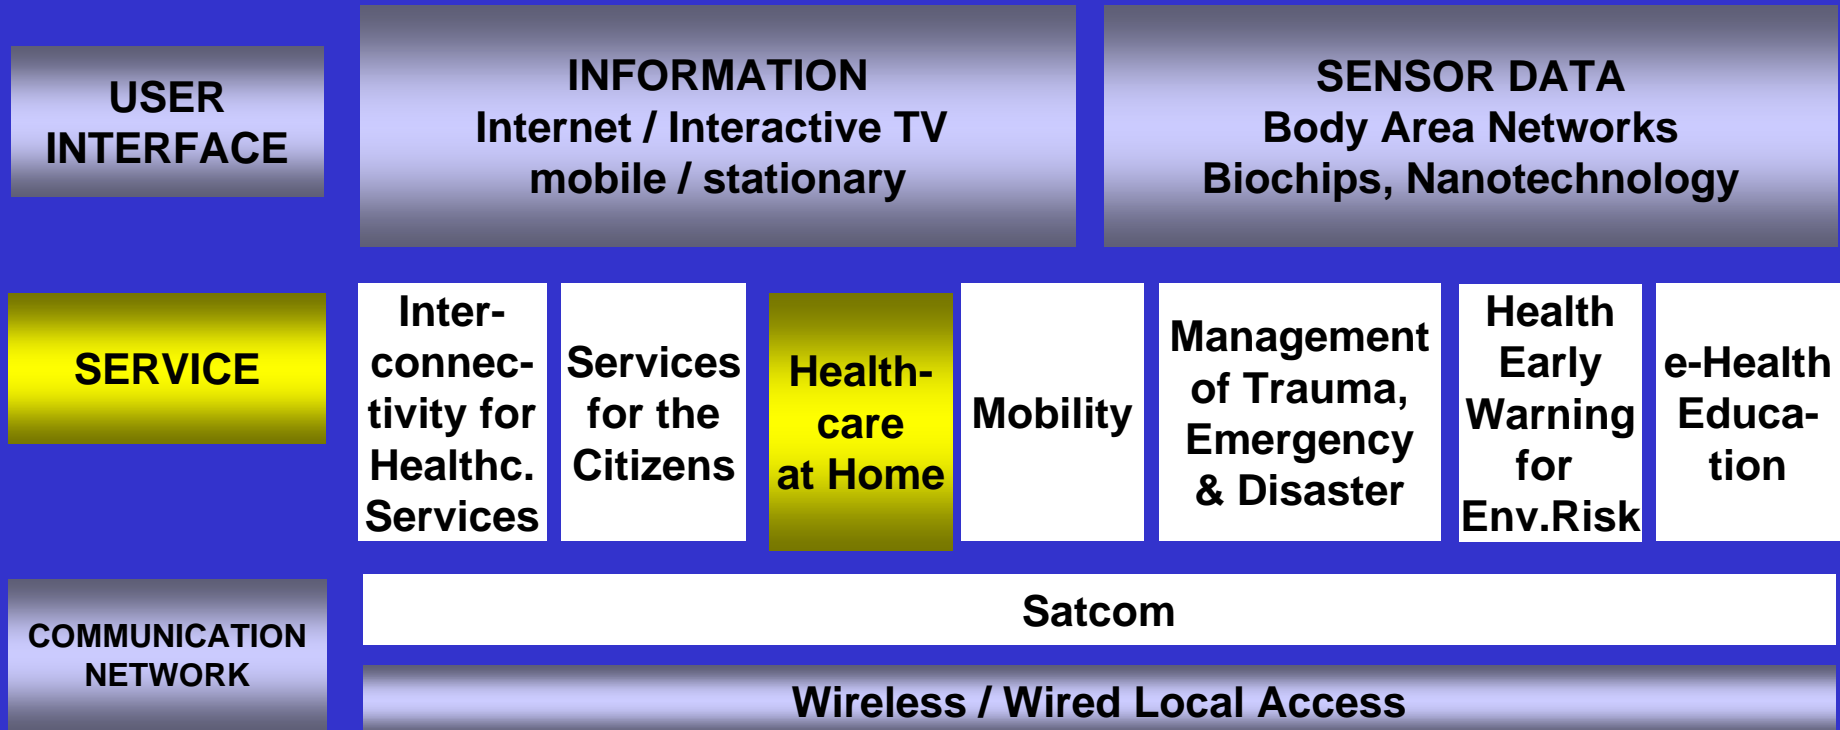 USER
INTERFACE
INFORMATION
Internet / Interactive TV
mobile / stationary
SENSOR DATA
Body Area Networks
Biochips, Nanotechnology
SERVICE
Inter-
connec-
tivity for
Healthc.
Services
Services
for the
Citizens
Health-
care
at Home
Mobility
Management
of Trauma,
Emergency
& Disaster
Health
Early
Warning
for
Env.Risk
e-Health
Educa-
tion
COMMUNICATION
NETWORK
Satcom
Wireless / Wired Local Access